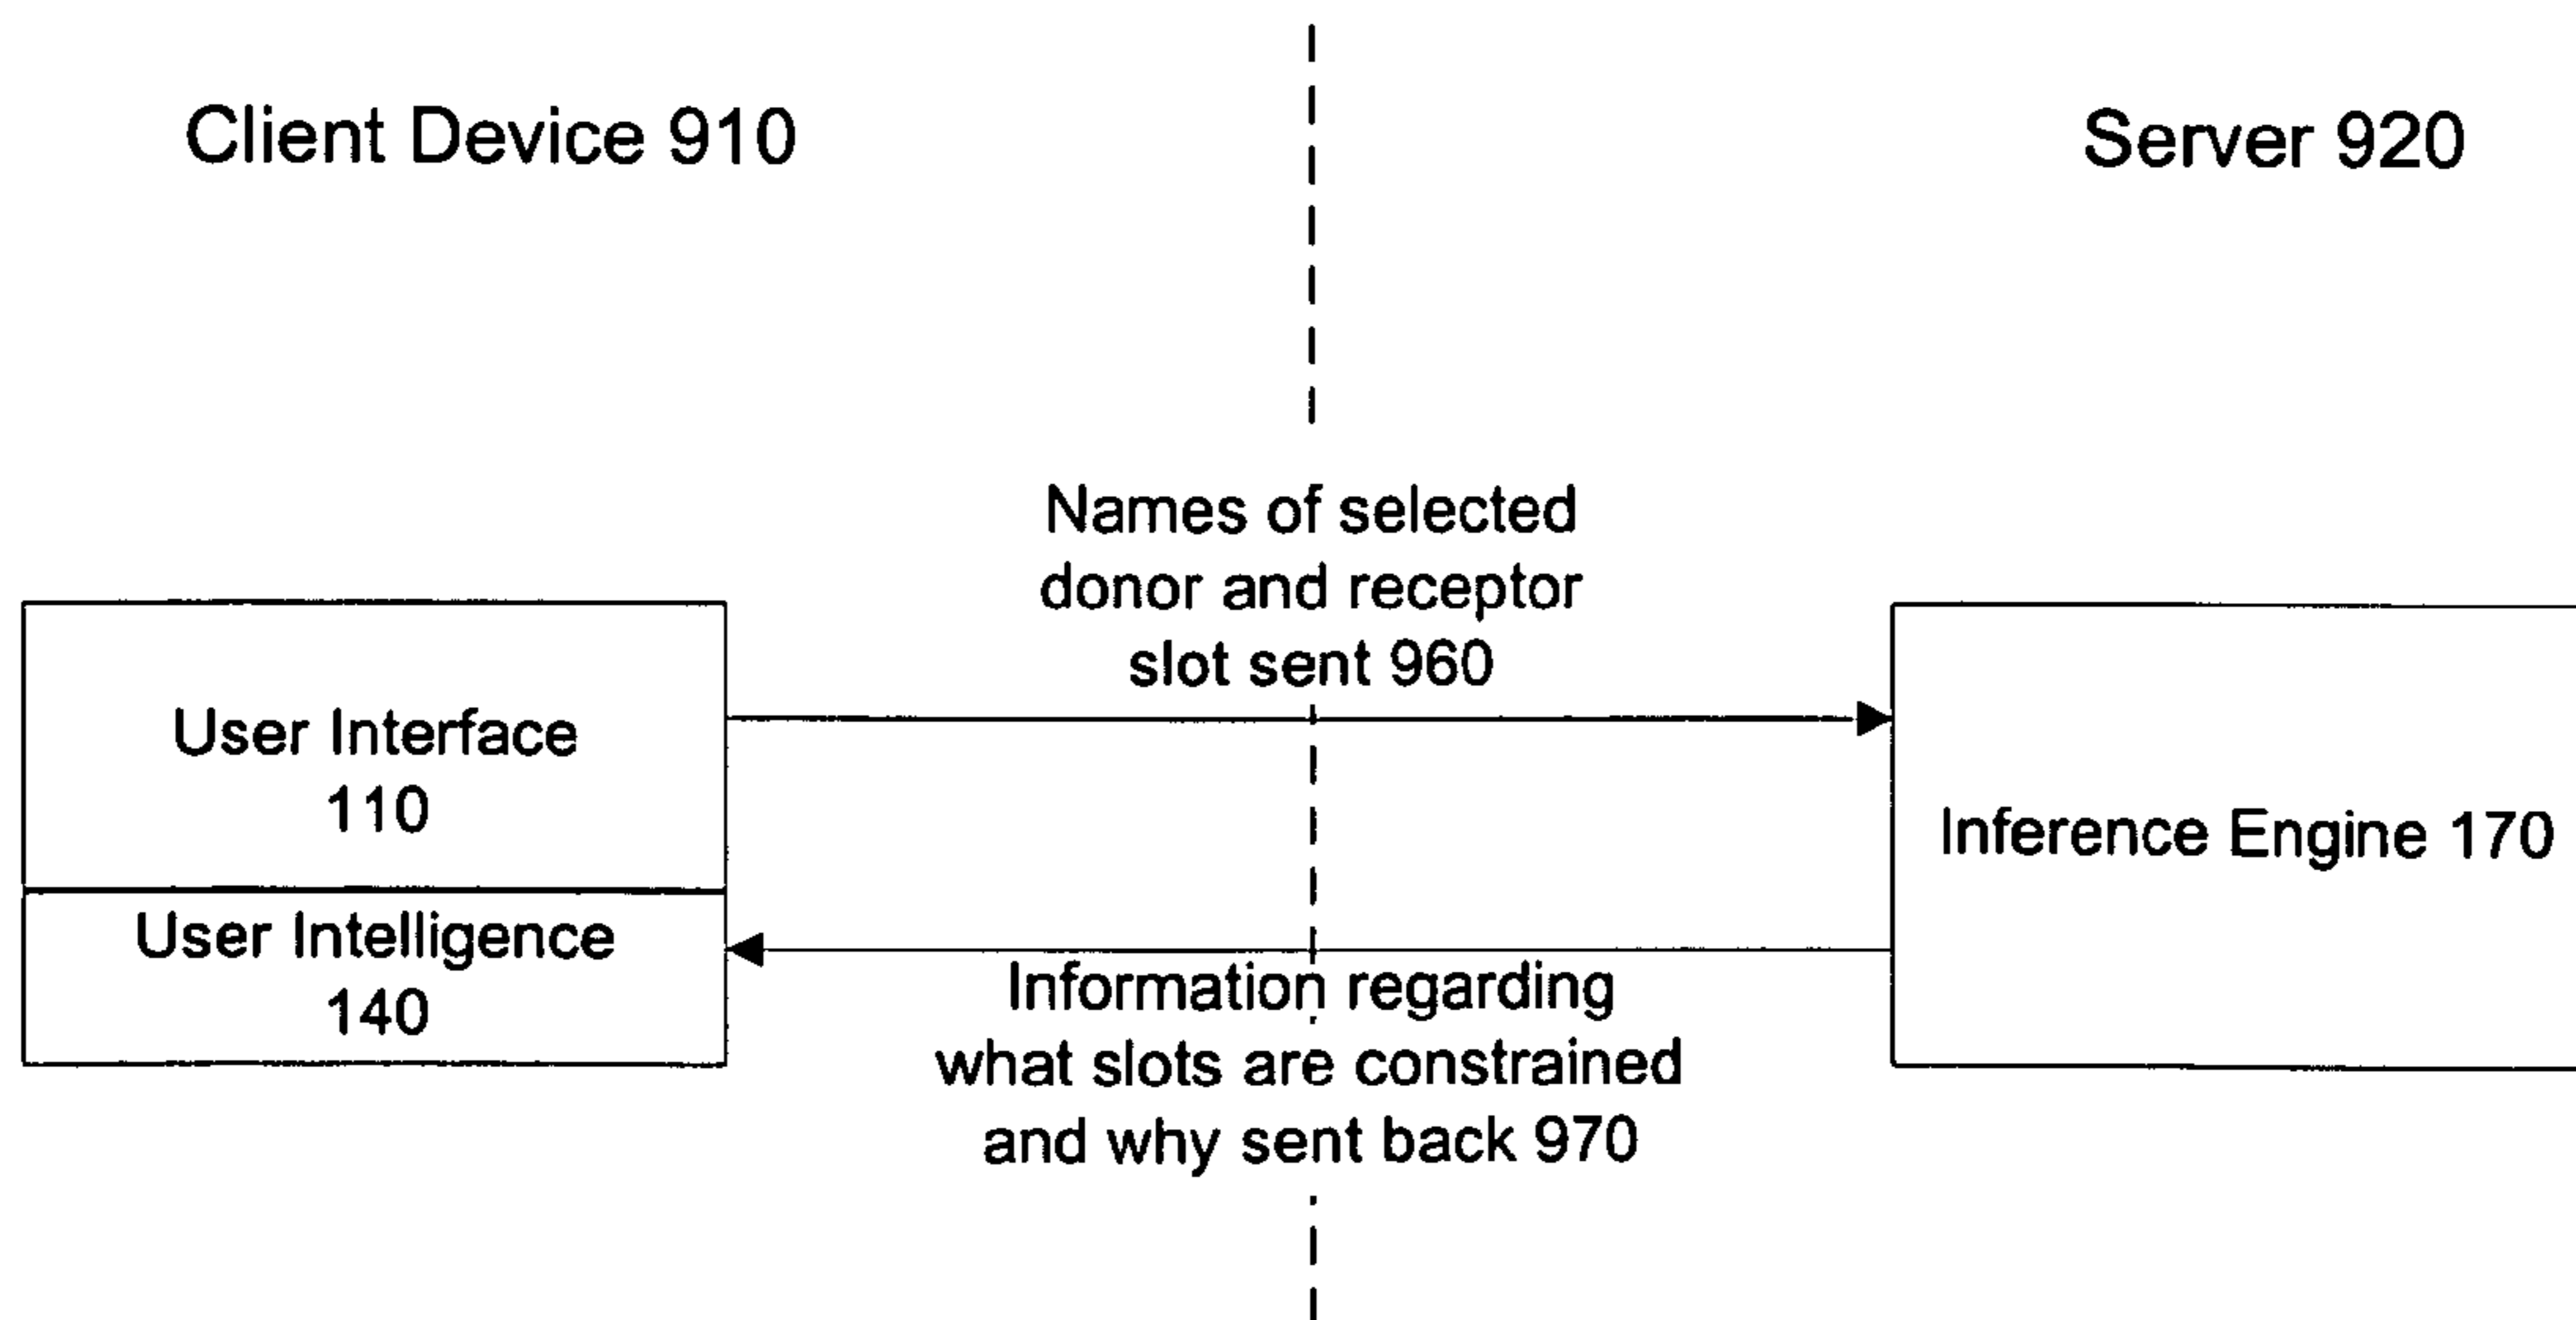 Client Device 910
Server 920
Names of selected
donor and receptor
slot sent 960
User Interface
110
Inference Engine 170
User Intelligence
140
Information regarding
what slots are constrained
and why sent back 970